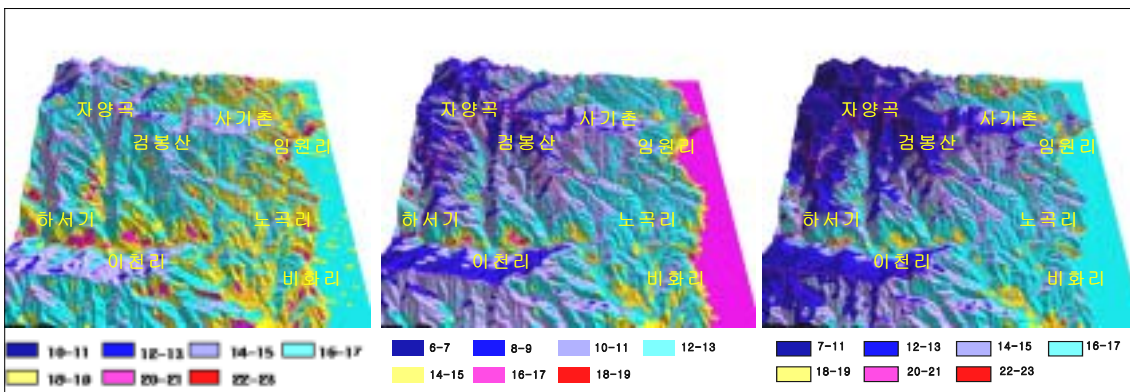 자양곡
사기촌
검봉산
임원리
하서기
노곡리
이천리
비화리
10-11 12-13 14-15 16-17
18-19 20-21 22-23
자양곡
사기촌
검봉산
임원리
하서기
노곡리
이천리
비화리
6-7 8-9 10-11 12-13
14-15 16-17 18-19
자양곡
사기촌
검봉산
임원리
하서기
노곡리
이천리
비화리
7-11 12-13 14-15 16-17
18-19 20-21 22-23